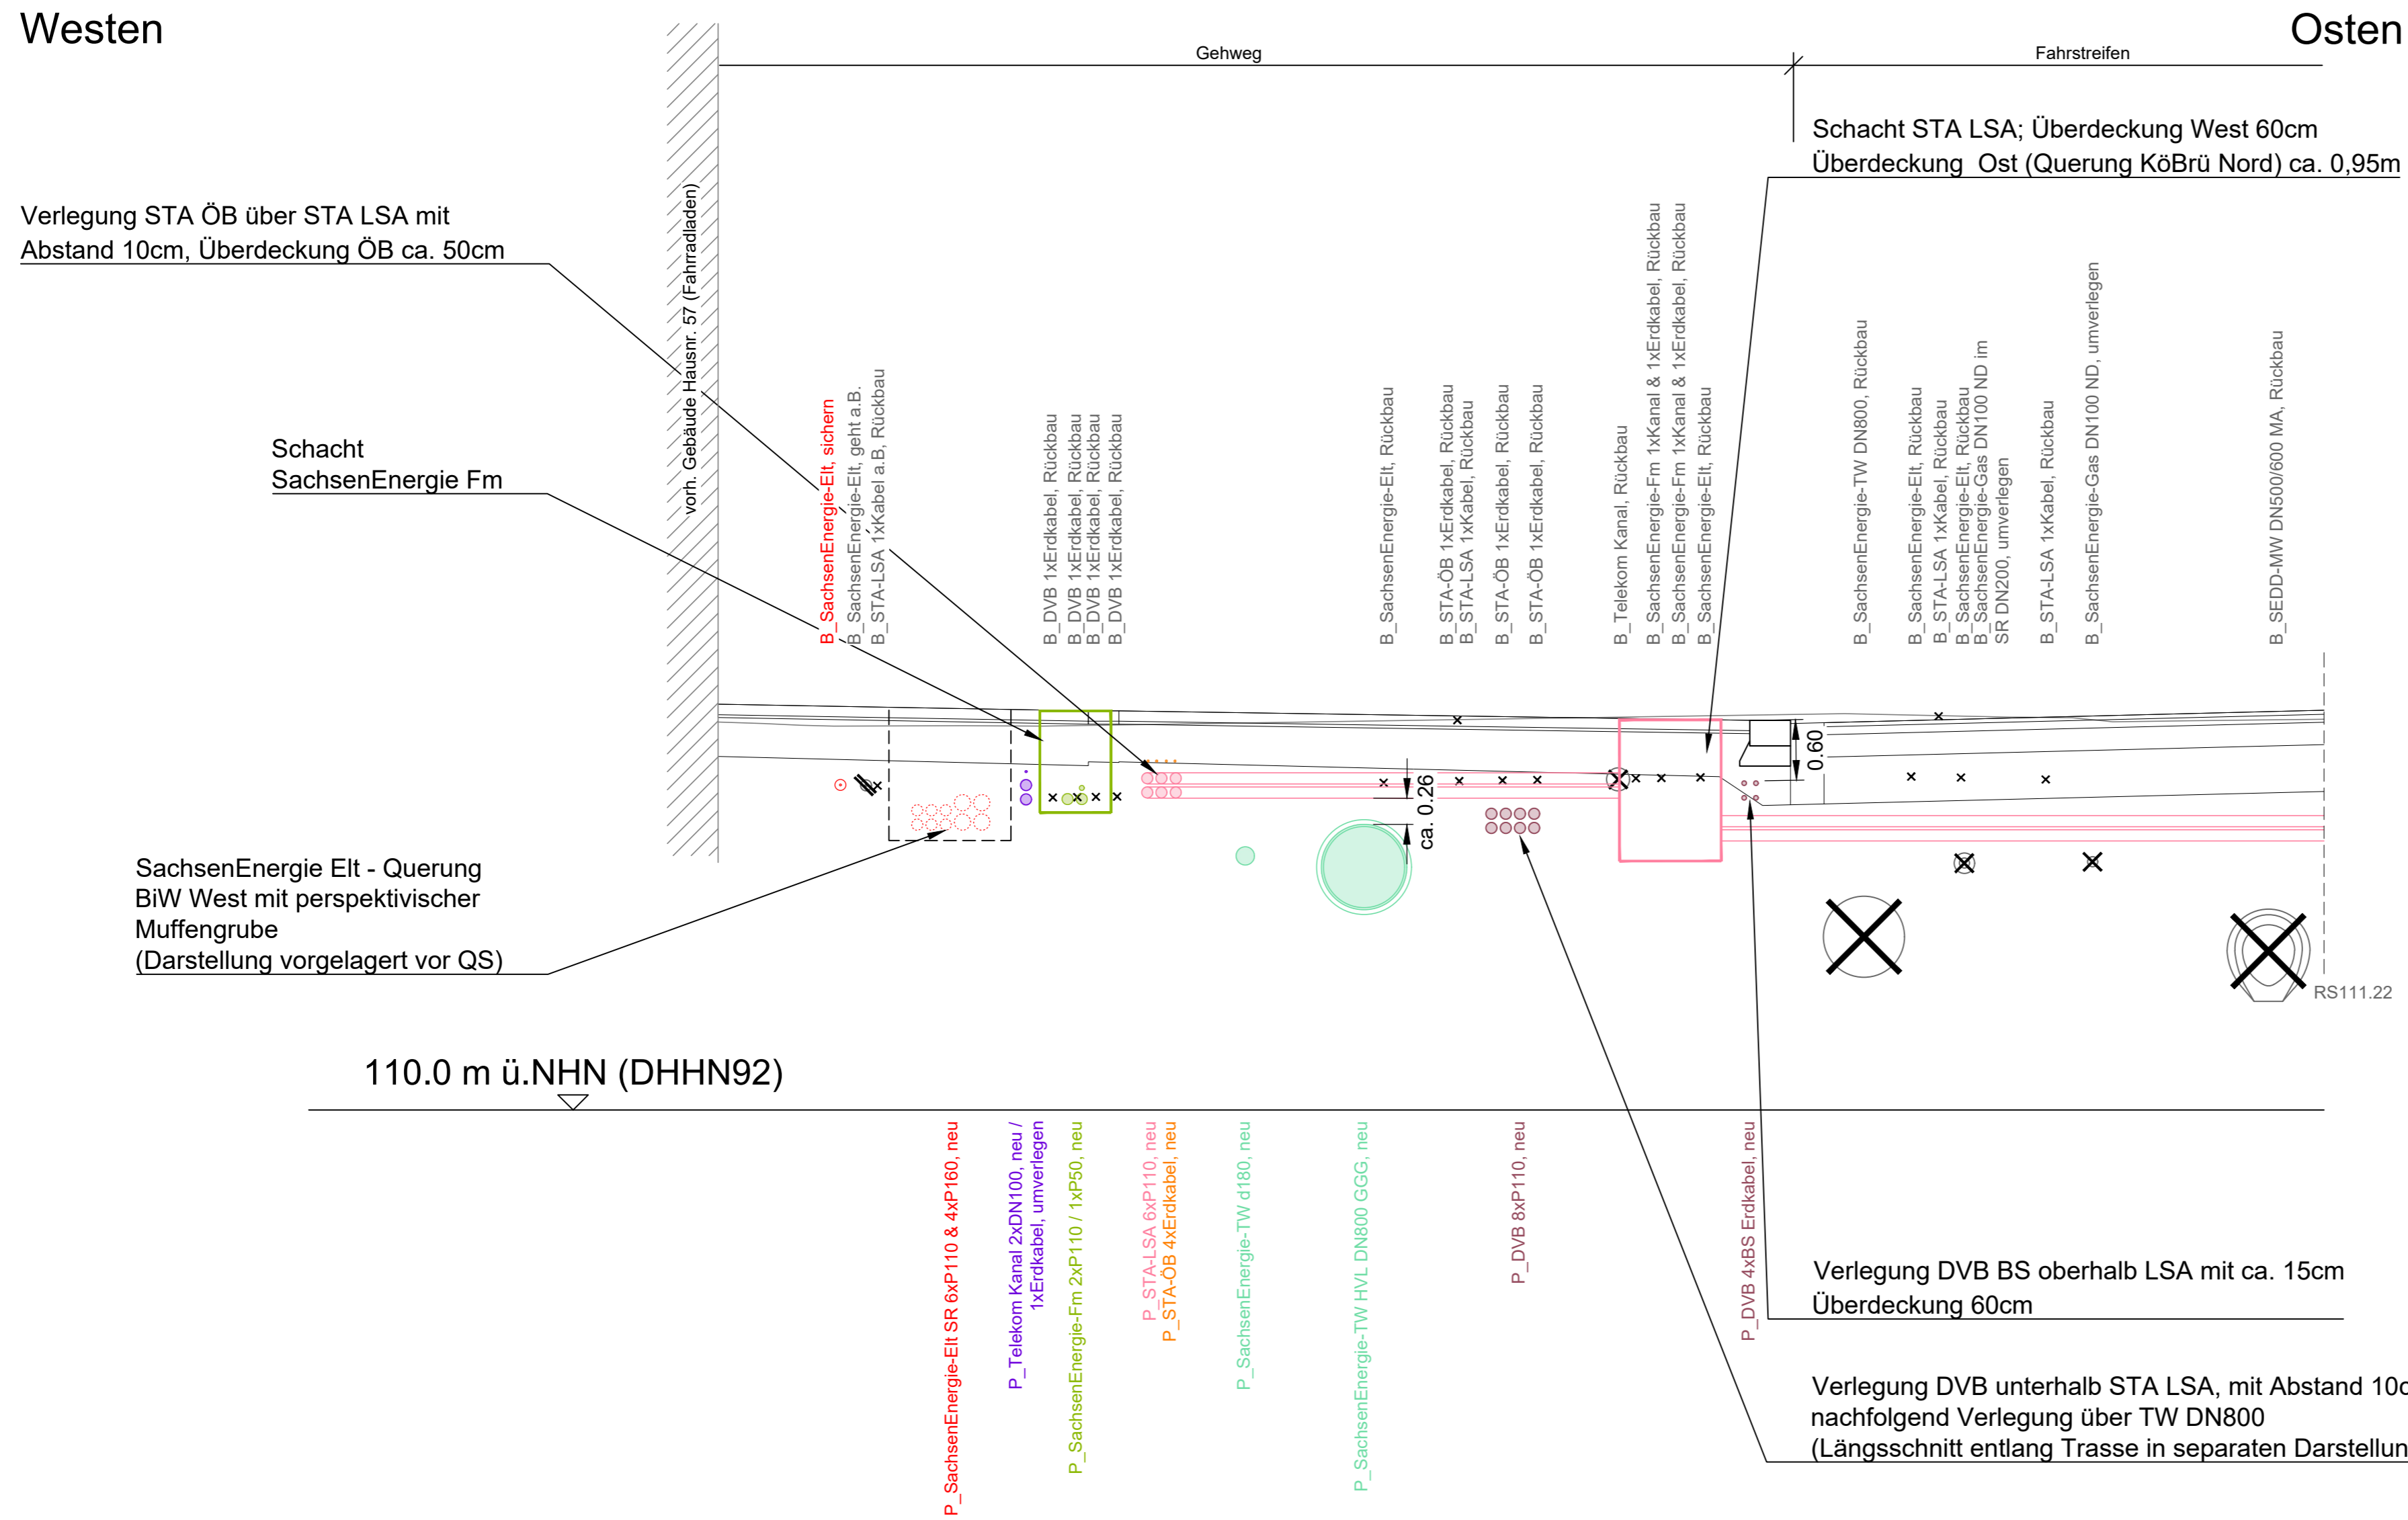 Westen
Osten
Gehweg
Fahrstreifen
Schacht STA LSA; Überdeckung West 60cm
Überdeckung  Ost (Querung KöBrü Nord) ca. 0,95m
Verlegung STA ÖB über STA LSA mit
Abstand 10cm, Überdeckung ÖB ca. 50cm
Schacht
SachsenEnergie Fm
vorh. Gebäude Hausnr. 57 (Fahrradladen)
B_SachsenEnergie-Elt, sichern
B_SachsenEnergie-Elt, geht a.B.
B_STA-LSA 1xKabel a.B, Rückbau
B_DVB 1xErdkabel, Rückbau
B_DVB 1xErdkabel, Rückbau
B_DVB 1xErdkabel, Rückbau
B_DVB 1xErdkabel, Rückbau
B_SachsenEnergie-Elt, Rückbau
B_STA-ÖB 1xErdkabel, Rückbau
B_STA-LSA 1xKabel, Rückbau
B_STA-ÖB 1xErdkabel, Rückbau
B_STA-ÖB 1xErdkabel, Rückbau
B_Telekom Kanal, Rückbau
B_SachsenEnergie-Fm 1xKanal & 1xErdkabel, Rückbau
B_SachsenEnergie-Fm 1xKanal & 1xErdkabel, Rückbau
B_SachsenEnergie-Elt, Rückbau
B_SachsenEnergie-TW DN800, Rückbau
B_SachsenEnergie-Elt, Rückbau
B_STA-LSA 1xKabel, Rückbau
B_SachsenEnergie-Elt, Rückbau
B_SachsenEnergie-Gas DN100 ND im
SR DN200, umverlegen
B_STA-LSA 1xKabel, Rückbau
B_SachsenEnergie-Gas DN100 ND, umverlegen
B_SEDD-MW DN500/600 MA, Rückbau
0.60
ca. 0.26
SachsenEnergie Elt - Querung
BiW West mit perspektivischer
Muffengrube
(Darstellung vorgelagert vor QS)
RS111.22
110.0 m ü.NHN (DHHN92)
P_SachsenEnergie-Elt SR 6xP110 & 4xP160, neu
P_Telekom Kanal 2xDN100, neu /
1xErdkabel, umverlegen
P_SachsenEnergie-Fm 2xP110 / 1xP50, neu
P_STA-LSA 6xP110, neu
P_STA-ÖB 4xErdkabel, neu
P_SachsenEnergie-TW d180, neu
P_SachsenEnergie-TW HVL DN800 GGG, neu
P_DVB 8xP110, neu
P_DVB 4xBS Erdkabel, neu
Verlegung DVB BS oberhalb LSA mit ca. 15cm
Überdeckung 60cm
Verlegung DVB unterhalb STA LSA, mit Abstand 10c
nachfolgend Verlegung über TW DN800
(Längsschnitt entlang Trasse in separaten Darstellun